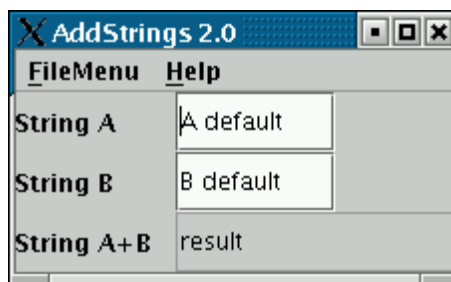 AddStrings 2.0
FileMenu Help
String A A default
String B B default
String A+B result